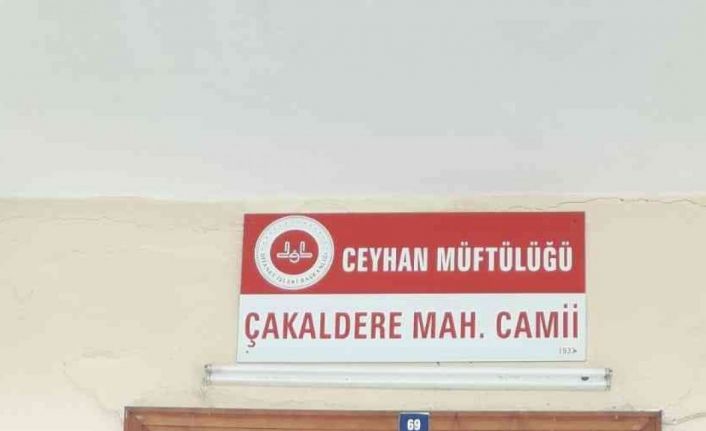 CEYHAN MÜFTÜLÜĞÜ
ÇAKALDERE MAH. CAMİİ
69